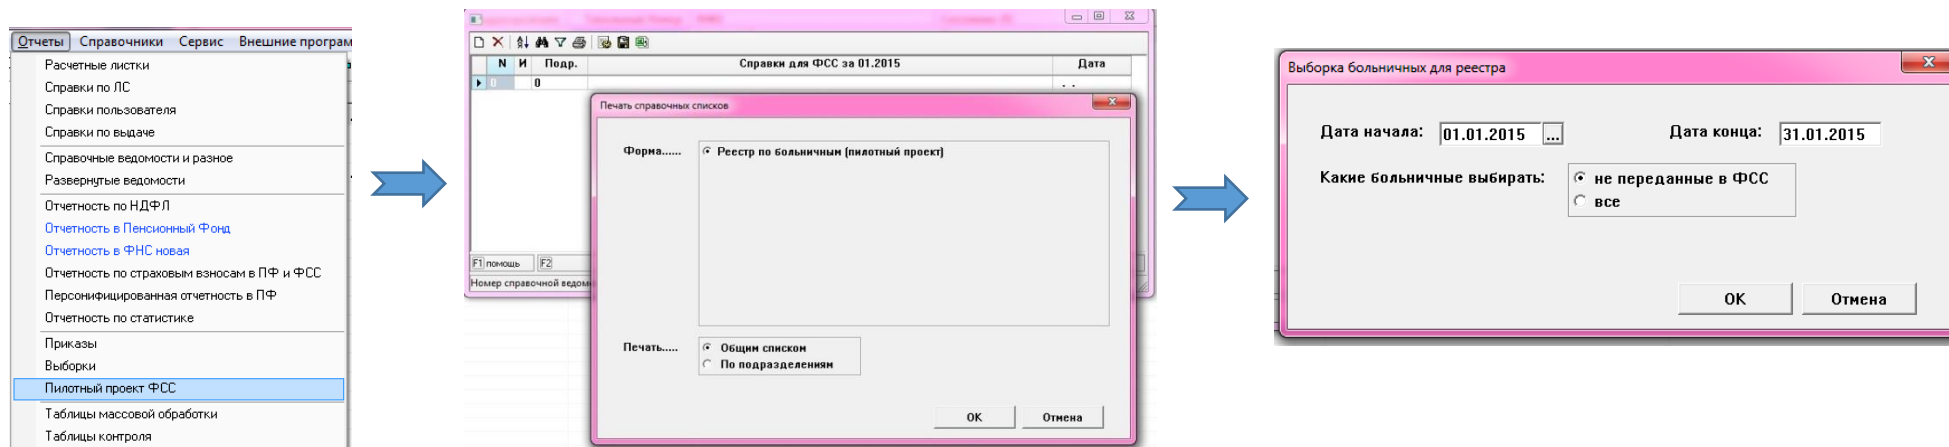 Отчеты Справочники Сервис Внешние програм
Расчетные листки
Справки по ЛС
Справки пользователя
Справки по выдаче
Справочные ведомости и разное
Развернутые ведомости
Отчетность по НДФЛ
Отчетность в Пенсионный Фонд
Отчетность в ФНС новая
Отчетность по страховым взносам в ПФ и ФСС
Персонифицированная отчетность в ПФ
Отчетность по статистике
Приказы
Выборки
Пилотный проект ФСС
Таблицы массовой обработки
Таблицы контроля
N И Подр. Справки для ФСС за 01.2015 Дата
0 0 . .
F1 помощь F2
Номер справочной ведом
Печать справочных списков
Форма...... Реестр по больничным (пилотный проект)
Печать..... Общим списком
По подразделениям
OK Отмена
Выборка больничных для реестра
Дата начала: 01.01.2015 ... Дата конца: 31.01.2015
Какие больничные выбирать: не переданные в ФСС
все
OK Отмена